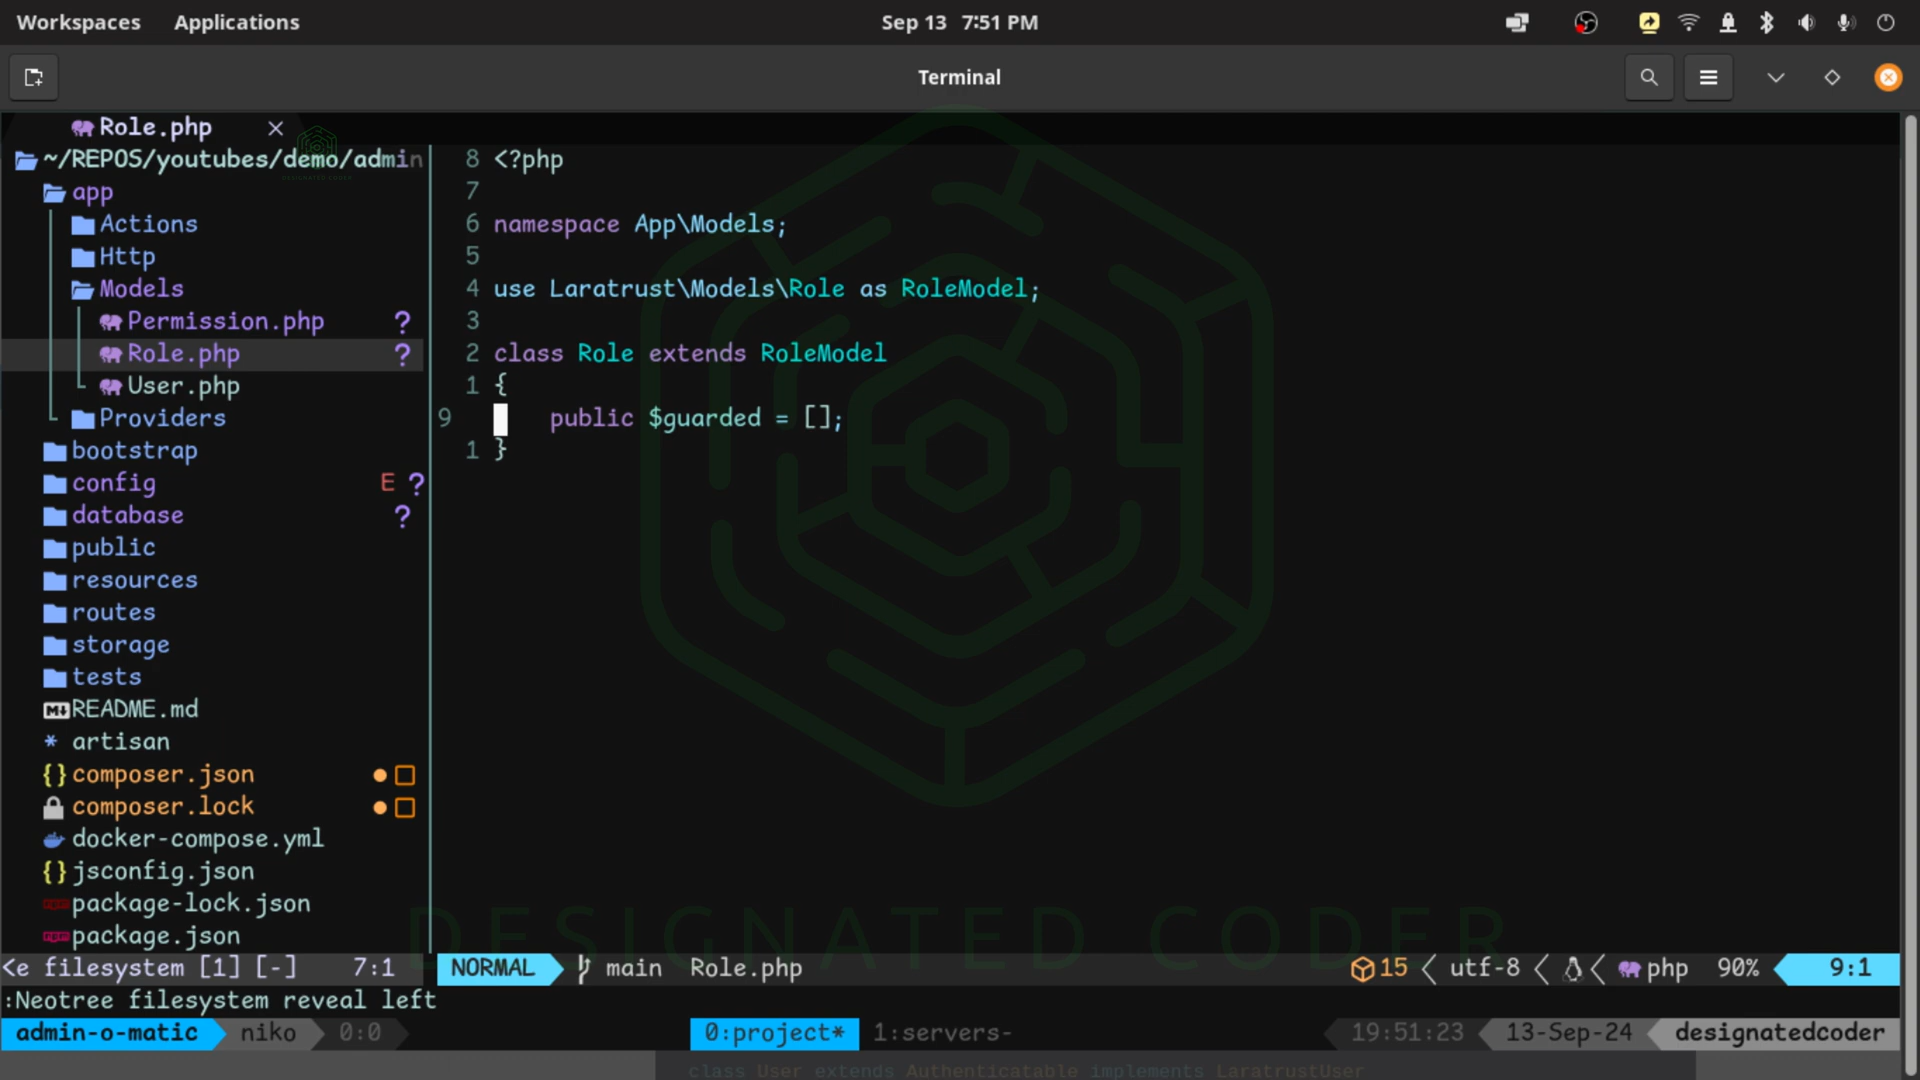 Workspaces Applications Sep 13 7:51 PM
Terminal
Role.php
~/REPOS/youtubes/demo/admin
app
Actions
Http
Models
Permission.php ?
Role.php ?
User.php
Providers
bootstrap
config E ?
database ?
public
resources
routes
storage
tests
README.md
* artisan
{} composer.json
composer.lock
docker-compose.yml
{} jsconfig.json
package-lock.json
package.json
8 <?php
7
6 namespace App\Models;
5
4 use Laratrust\Models\Role as RoleModel;
3
2 class Role extends RoleModel
1 {
9 public $guarded = [];
1 }
DESIGNATED CODER
DESIGNATED CODER
<e filesystem [1] [-] 7:1 NORMAL main Role.php 15 utf-8 php 90% 9:1
:Neotree filesystem reveal left
admin-o-matic niko 0:0 0:project* 1:servers- 19:51:23 13-Sep-24 designatedcoder
class User extends Authenticatable implements LaratrustUser